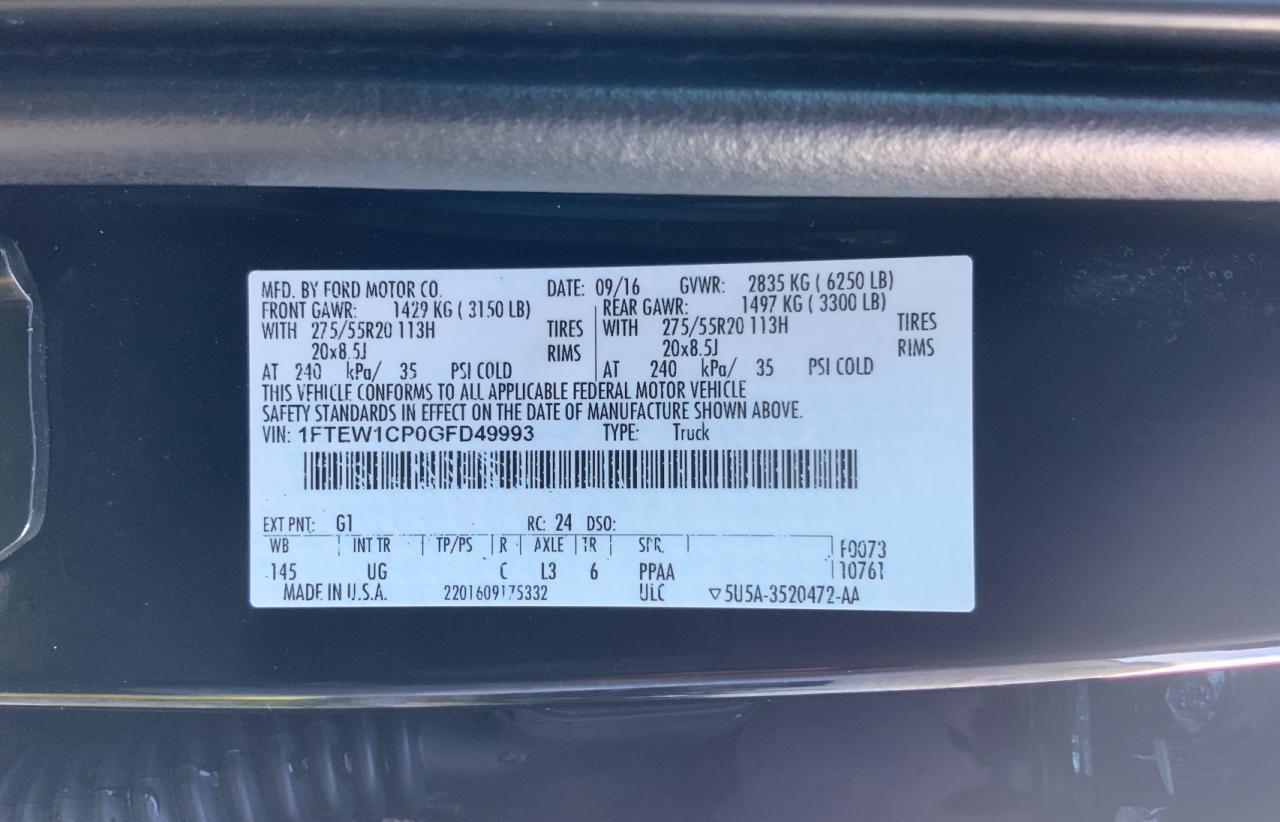 MFD. BY FORD MOTOR CO. DATE: 09/16 GVWR: 2835 KG ( 6250 LB)
FRONT GAWR: 1429 KG ( 3150 LB) REAR GAWR: 1497 KG ( 3300 LB)
WITH 275/55R20 113H TIRES WITH 275/55R20 113H TIRES
20x8.5J RIMS 20x8.5J RIMS
AT 240 kPa/ 35 PSI COLD AT 240 kPa/ 35 PSI COLD
THIS VEHICLE CONFORMS TO ALL APPLICABLE FEDERAL MOTOR VEHICLE
SAFETY STANDARDS IN EFFECT ON THE DATE OF MANUFACTURE SHOWN ABOVE.
VIN: 1FTEW1CP0GFD49993 TYPE: Truck
EXT PNT: G1 RC: 24 DSO:
WB INT TR TP/PS R AXLE TR SPR F0073
145 UG C L3 6 PPAA 10761
MADE IN U.S.A. 2201609175332 ULC ▽5U5A-3520472-AA